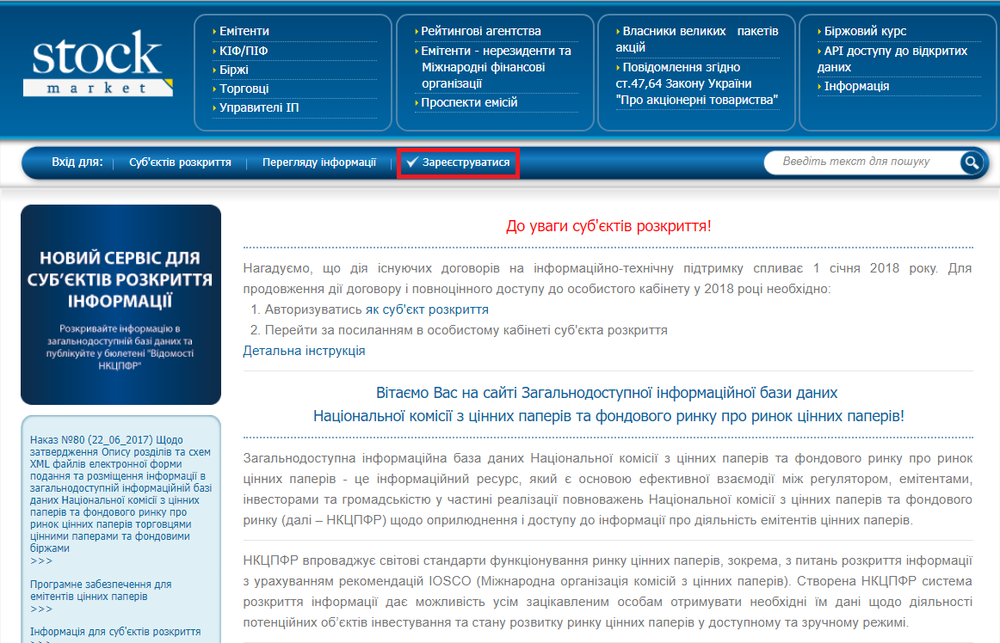 stock
market
Емітенти
КІФ/ПІФ
Біржі
Торговці
Управителі ІП
Рейтингові агентства
Емітенти - нерезиденти та
Міжнародні фінансові
організації
Проспекти емісій
Власники великих пакетів
акцій
Повідомлення згідно
ст.47,64 Закону України
"Про акціонерні товариства"
Біржовий курс
API доступу до відкритих
даних
Інформація
Вхід для:
Суб'єктів розкриття
Перегляду інформації
Зареєструватися
Введіть текст для пошуку
НОВИЙ СЕРВІС ДЛЯ
СУБ'ЄКТІВ РОЗКРИТТЯ
ІНФОРМАЦІЇ
Розкривайте інформацію в
загальнодоступній базі даних та
публікуйте у бюлетені "Відомості
НКЦПФР"
Наказ №80 (22_06_2017) Щодо
затвердження Опису розділів та схем
XML файлів електронної форми
подання та розміщення інформації в
загальнодоступній інформаційній базі
даних Національної комісії з цінних
паперів та фондового ринку про
ринок цінних паперів торговцями
цінними паперами та фондовими
біржами
>>>
Програмне забезпечення для
емітентів цінних паперів
>>>
Інформація для суб'єктів розкриття
>>>
До уваги суб'єктів розкриття!
Нагадуємо, що дія існуючих договорів на інформаційно-технічну підтримку спливає 1 січня 2018 року. Для
продовження дії договору і повноцінного доступу до особистого кабінету у 2018 році необхідно:
1. Авторизуватись як суб'єкт розкриття
2. Перейти за посиланням в особистому кабінеті суб'єкта розкриття
Детальна інструкція
Вітаємо Вас на сайті Загальнодоступної інформаційної бази даних
Національної комісії з цінних паперів та фондового ринку про ринок цінних паперів!
Загальнодоступна інформаційна база даних Національної комісії з цінних паперів та фондового ринку про ринок
цінних паперів - це інформаційний ресурс, який є основою ефективної взаємодії між регулятором, емітентами,
інвесторами та громадськістю у частині реалізації повноважень Національної комісії з цінних паперів та фондового
ринку (далі – НКЦПФР) щодо оприлюднення і доступу до інформації про діяльність емітентів цінних паперів.
НКЦПФР впроваджує світові стандарти функціонування ринку цінних паперів, зокрема, з питань розкриття інформації
з урахуванням рекомендацій IOSCO (Міжнародна організація комісій з цінних паперів). Створена НКЦПФР система
розкриття інформації дає можливість усім зацікавленим особам отримувати необхідні їм дані щодо діяльності
потенційних об’єктів інвестування та стану розвитку ринку цінних паперів у доступному та зручному режимі.